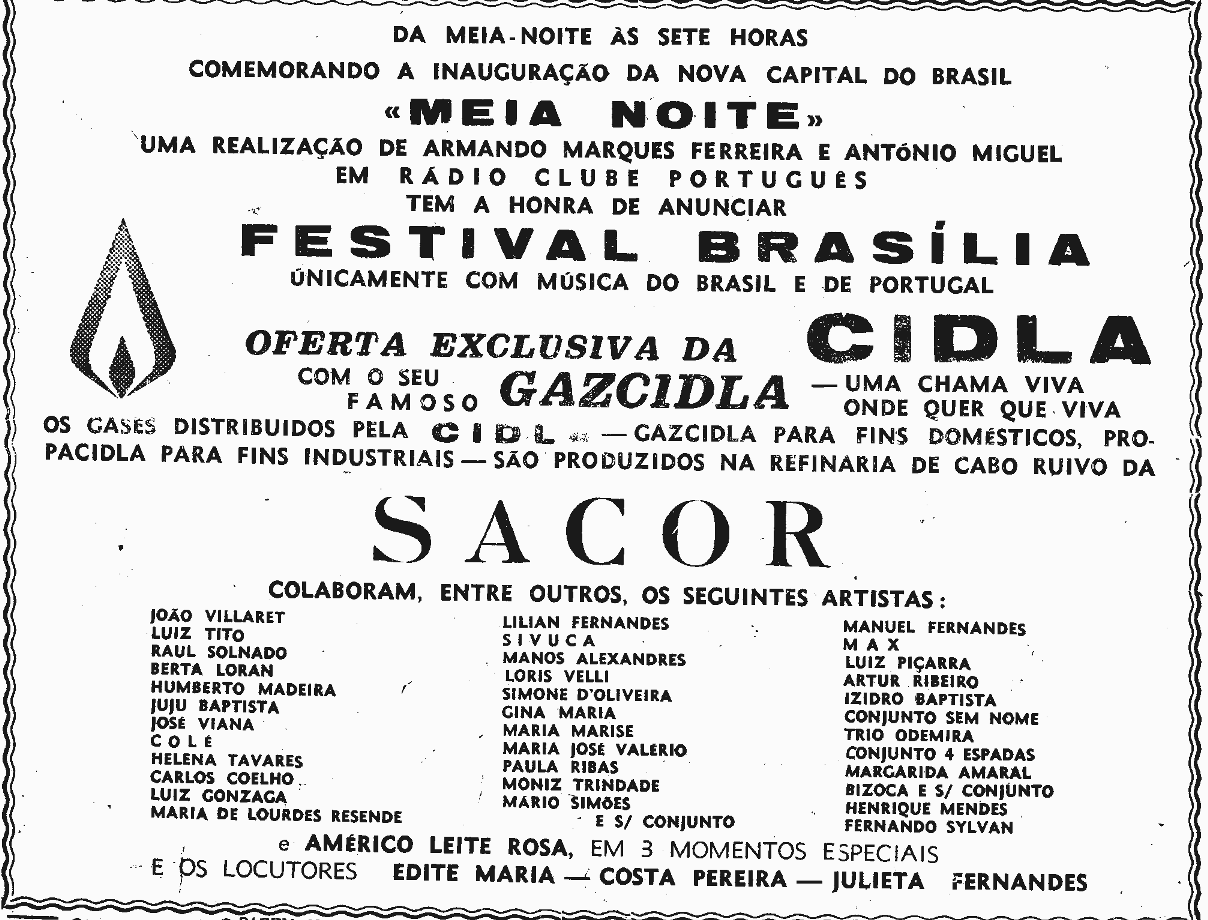 DA MEIA-NOITE ÀS SETE HORAS
COMEMORANDO A INAUGURAÇÃO DA NOVA CAPITAL DO BRASIL
«MEIA NOITE»
UMA REALIZAÇÃO DE ARMANDO MARQUES FERREIRA E ANTÓNIO MIGUEL
EM RÁDIO CLUBE PORTUGUÊS
TEM A HONRA DE ANUNCIAR
FESTIVAL BRASÍLIA
ÚNICAMENTE COM MÚSICA DO BRASIL E DE PORTUGAL
OFERTA EXCLUSIVA DA CIDLA
COM O SEU
FAMOSO GAZCIDLA — UMA CHAMA VIVA
ONDE QUER QUE VIVA
OS GASES DISTRIBUIDOS PELA CIDL — GAZCIDLA PARA FINS DOMÉSTICOS, PRO-
PACIDLA PARA FINS INDUSTRIAIS — SÃO PRODUZIDOS NA REFINARIA DE CABO RUIVO DA
SACOR
COLABORAM, ENTRE OUTROS, OS SEGUINTES ARTISTAS:
JOÃO VILLARET
LUIZ TITO
RAUL SOLNADO
BERTA LORAN
HUMBERTO MADEIRA
JUJU BAPTISTA
JOSÉ VIANA
COLÉ
HELENA TAVARES
CARLOS COELHO
LUIZ GONZAGA
MARIA DE LOURDES RESENDE
LILIAN FERNANDES
SIVUCA
MANOS ALEXANDRES
LORIS VELLI
SIMONE D'OLIVEIRA
GINA MARIA
MARIA MARISE
MARIA JOSÉ VALÉRIO
PAULA RIBAS
MONIZ TRINDADE
MÁRIO SIMÕES
E S/ CONJUNTO
MANUEL FERNANDES
MAX
LUIZ PIÇARRA
ARTUR RIBEIRO
IZIDRO BAPTISTA
CONJUNTO SEM NOME
TRIO ODEMIRA
CONJUNTO 4 ESPADAS
MARGARIDA AMARAL
BIZOCA E S/ CONJUNTO
HENRIQUE MENDES
FERNANDO SYLVAN
e AMÉRICO LEITE ROSA, EM 3 MOMENTOS ESPECIAIS
E OS LOCUTORES EDITE MARIA — COSTA PEREIRA — JULIETA FERNANDES